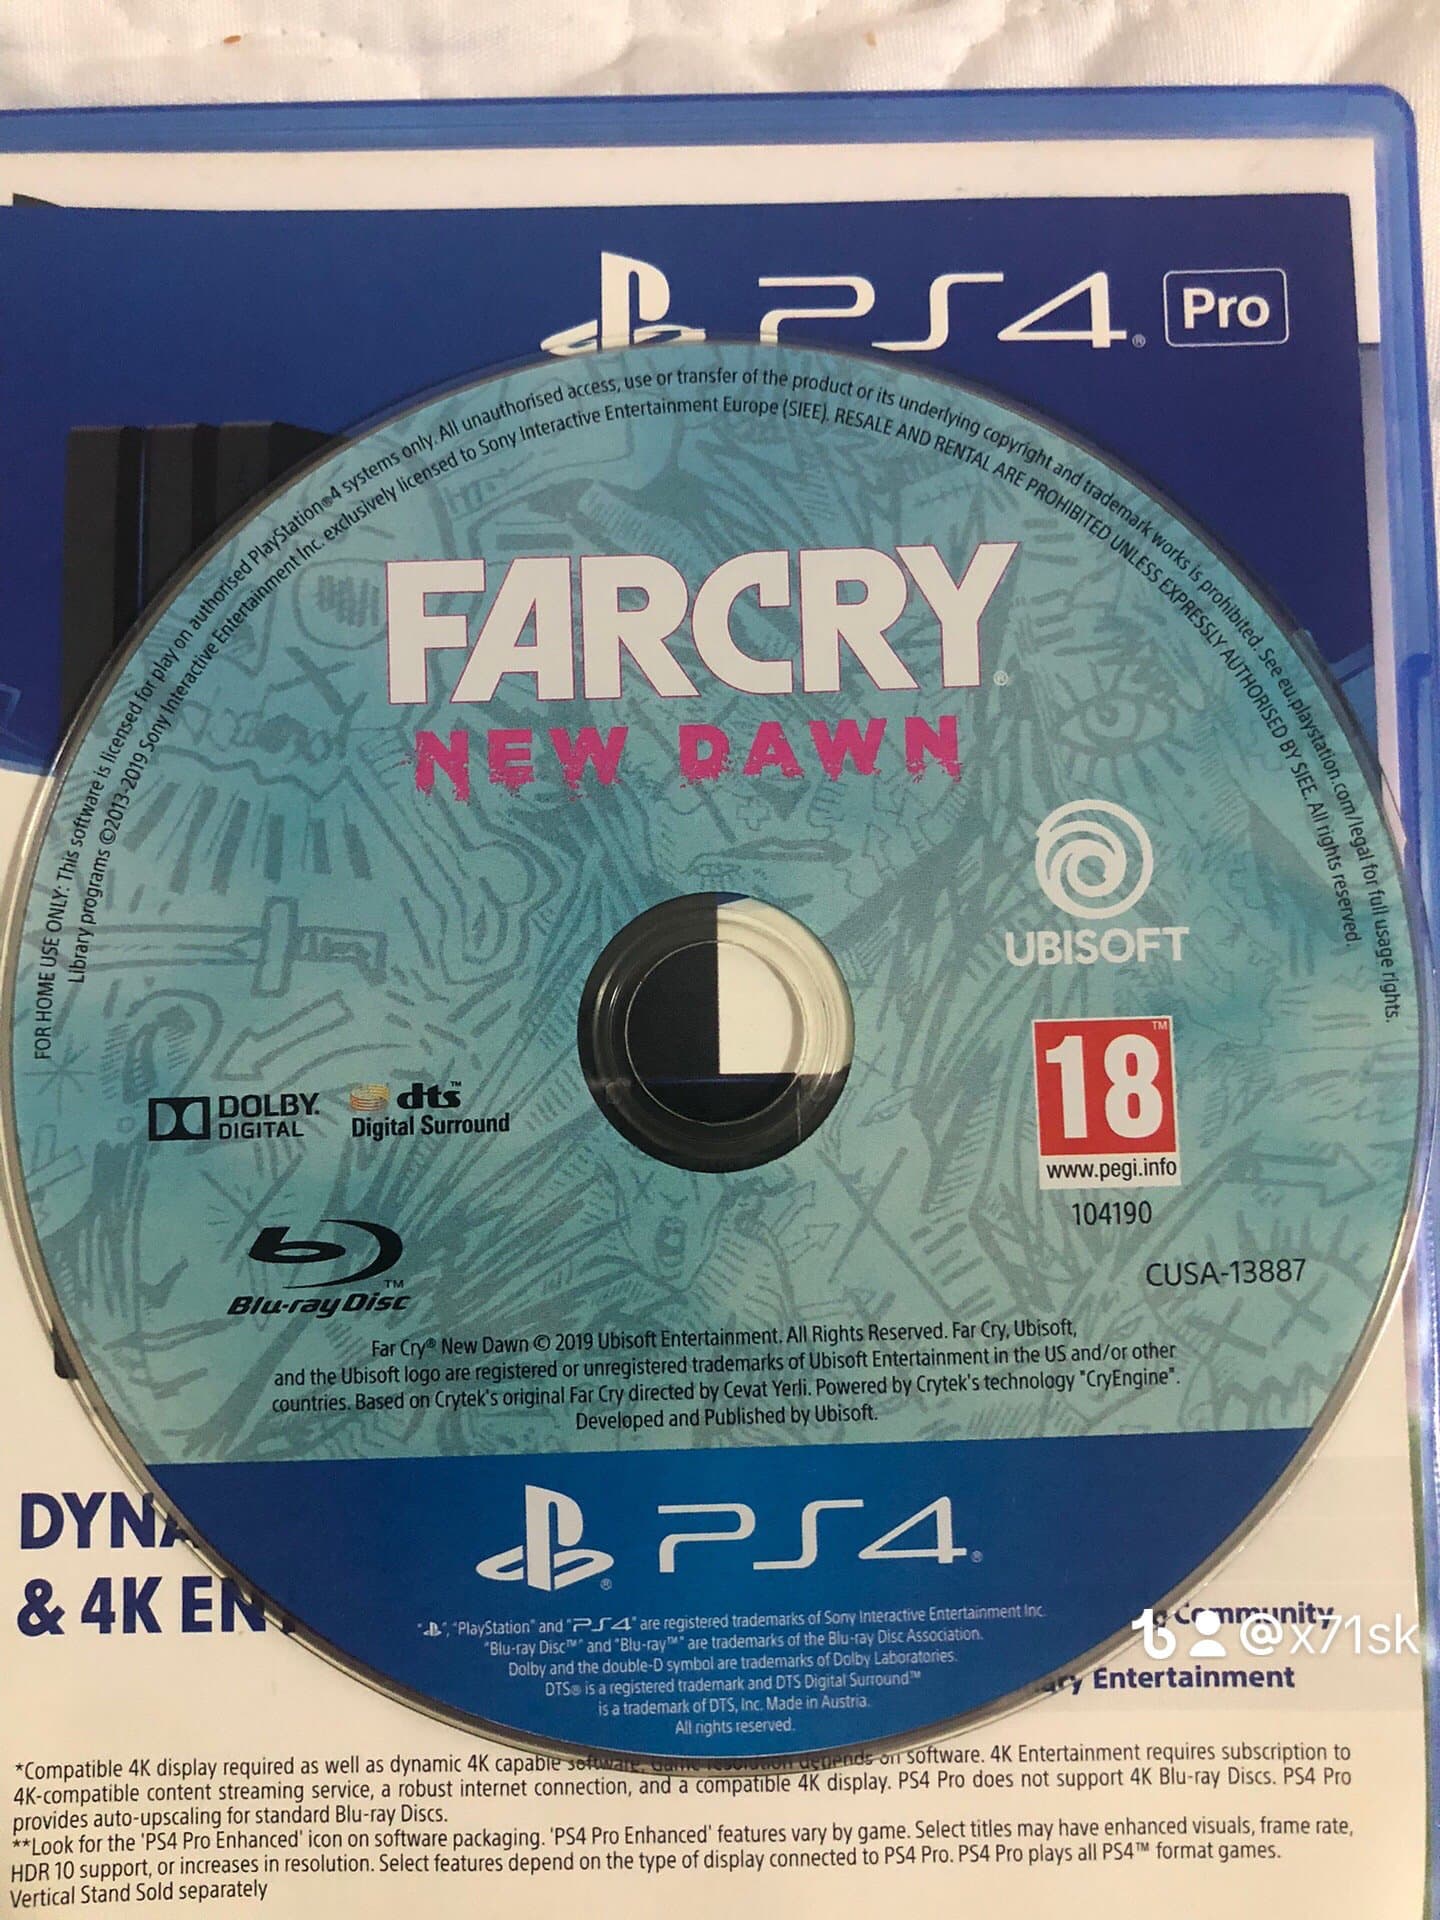 PS4® Pro
FOR HOME USE ONLY: This software is licensed for play on authorised PlayStation®4 systems only. All unauthorised access, use or transfer of the product or its underlying copyright and trademark works is prohibited. See eu.playstation.com/legal for full usage rights.
Library programs ©2013-2019 Sony Interactive Entertainment Inc. exclusively licensed to Sony Interactive Entertainment Europe (SIEE). RESALE AND RENTAL ARE PROHIBITED UNLESS EXPRESSLY AUTHORISED BY SIEE. All rights reserved.
FARCRY®
NEW DAWN
UBISOFT
18™
www.pegi.info
104190
CUSA-13887
DOLBY.
DIGITAL
dts™
Digital Surround
Blu-ray Disc™
Far Cry® New Dawn © 2019 Ubisoft Entertainment. All Rights Reserved. Far Cry, Ubisoft,
and the Ubisoft logo are registered or unregistered trademarks of Ubisoft Entertainment in the US and/or other
countries. Based on Crytek's original Far Cry directed by Cevat Yerli. Powered by Crytek's technology "CryEngine".
Developed and Published by Ubisoft.
PS4®
"", "PlayStation" and "PS4" are registered trademarks of Sony Interactive Entertainment Inc.
"Blu-ray Disc™" and "Blu-ray™" are trademarks of the Blu-ray Disc Association.
Dolby and the double-D symbol are trademarks of Dolby Laboratories.
DTS® is a registered trademark and DTS Digital Surround™
is a trademark of DTS, Inc. Made in Austria.
All rights reserved.
DYNA
& 4K EN
Community
@x71sk
Entertainment
*Compatible 4K display required as well as dynamic 4K capable software. Game resolution depends on software. 4K Entertainment requires subscription to
4K-compatible content streaming service, a robust internet connection, and a compatible 4K display. PS4 Pro does not support 4K Blu-ray Discs. PS4 Pro
provides auto-upscaling for standard Blu-ray Discs.
**Look for the 'PS4 Pro Enhanced' icon on software packaging. 'PS4 Pro Enhanced' features vary by game. Select titles may have enhanced visuals, frame rate,
HDR 10 support, or increases in resolution. Select features depend on the type of display connected to PS4 Pro. PS4 Pro plays all PS4™ format games.
Vertical Stand Sold separately